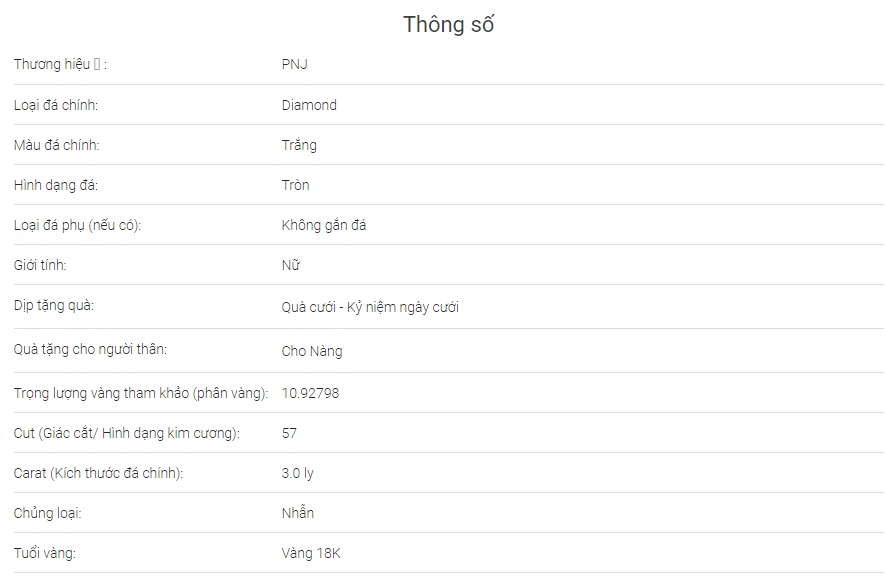 Thông số
Thương hiệu ▯ : PNJ
Loại đá chính: Diamond
Màu đá chính: Trắng
Hình dạng đá: Tròn
Loại đá phụ (nếu có): Không gắn đá
Giới tính: Nữ
Dịp tặng quà: Quà cưới - Kỷ niệm ngày cưới
Quà tặng cho người thân: Cho Nàng
Trọng lượng vàng tham khảo (phân vàng): 10.92798
Cut (Giác cắt/ Hình dạng kim cương): 57
Carat (Kích thước đá chính): 3.0 ly
Chủng loại: Nhẫn
Tuổi vàng: Vàng 18K